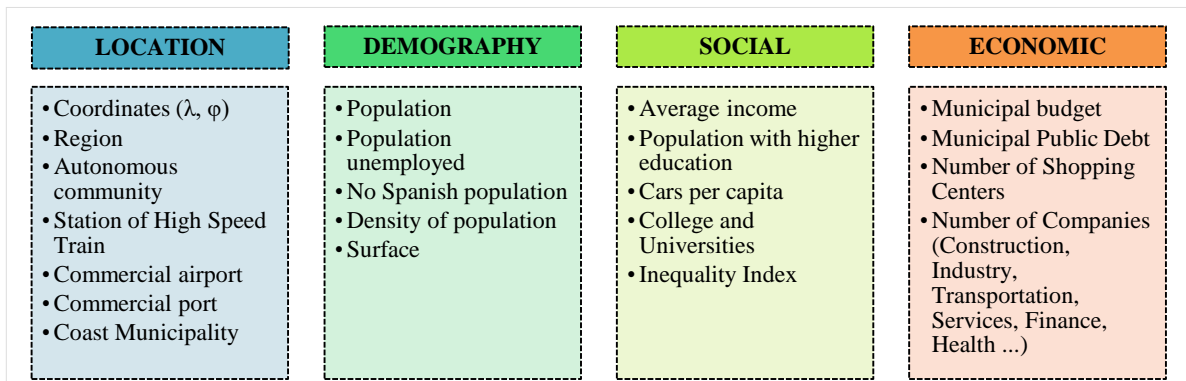 LOCATION
• Coordinates (λ, φ)
• Region
• Autonomous
community
• Station of High Speed
Train
• Commercial airport
• Commercial port
• Coast Municipality
DEMOGRAPHY
• Population
• Population
unemployed
• No Spanish population
• Density of population
• Surface
SOCIAL
• Average income
• Population with higher
education
• Cars per capita
• College and
Universities
• Inequality Index
ECONOMIC
• Municipal budget
• Municipal Public Debt
• Number of Shopping
Centers
• Number of Companies
(Construction,
Industry,
Transportation,
Services, Finance,
Health ...)